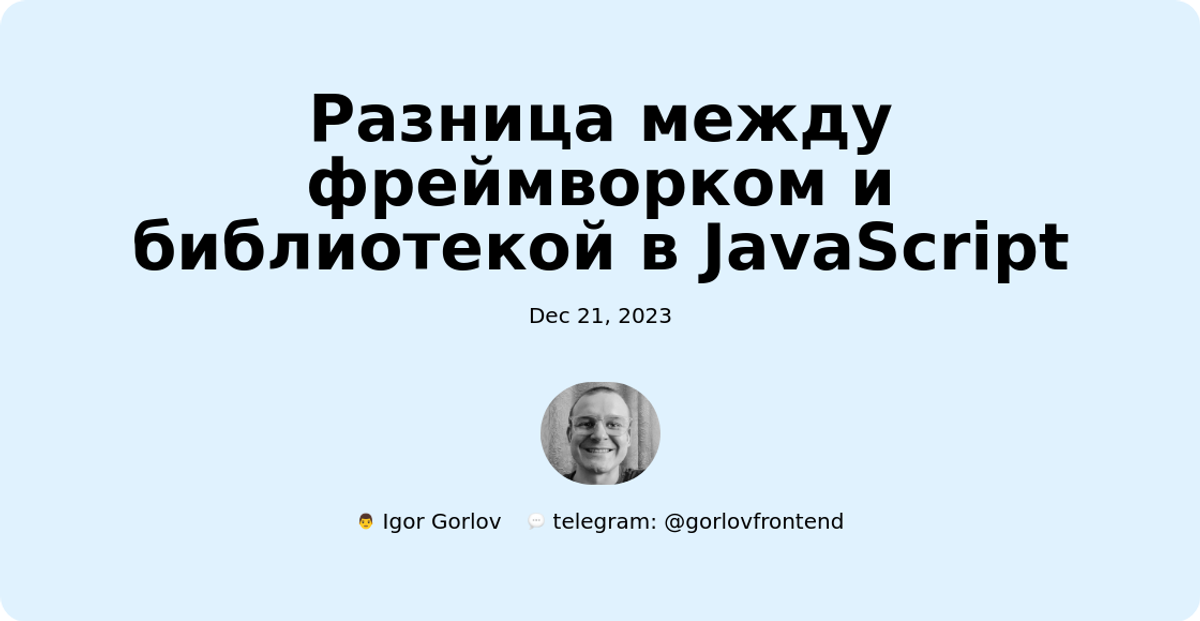 Разница между
фреймворком и
библиотекой в JavaScript
Dec 21, 2023
👨 Igor Gorlov 💬 telegram: @gorlovfrontend